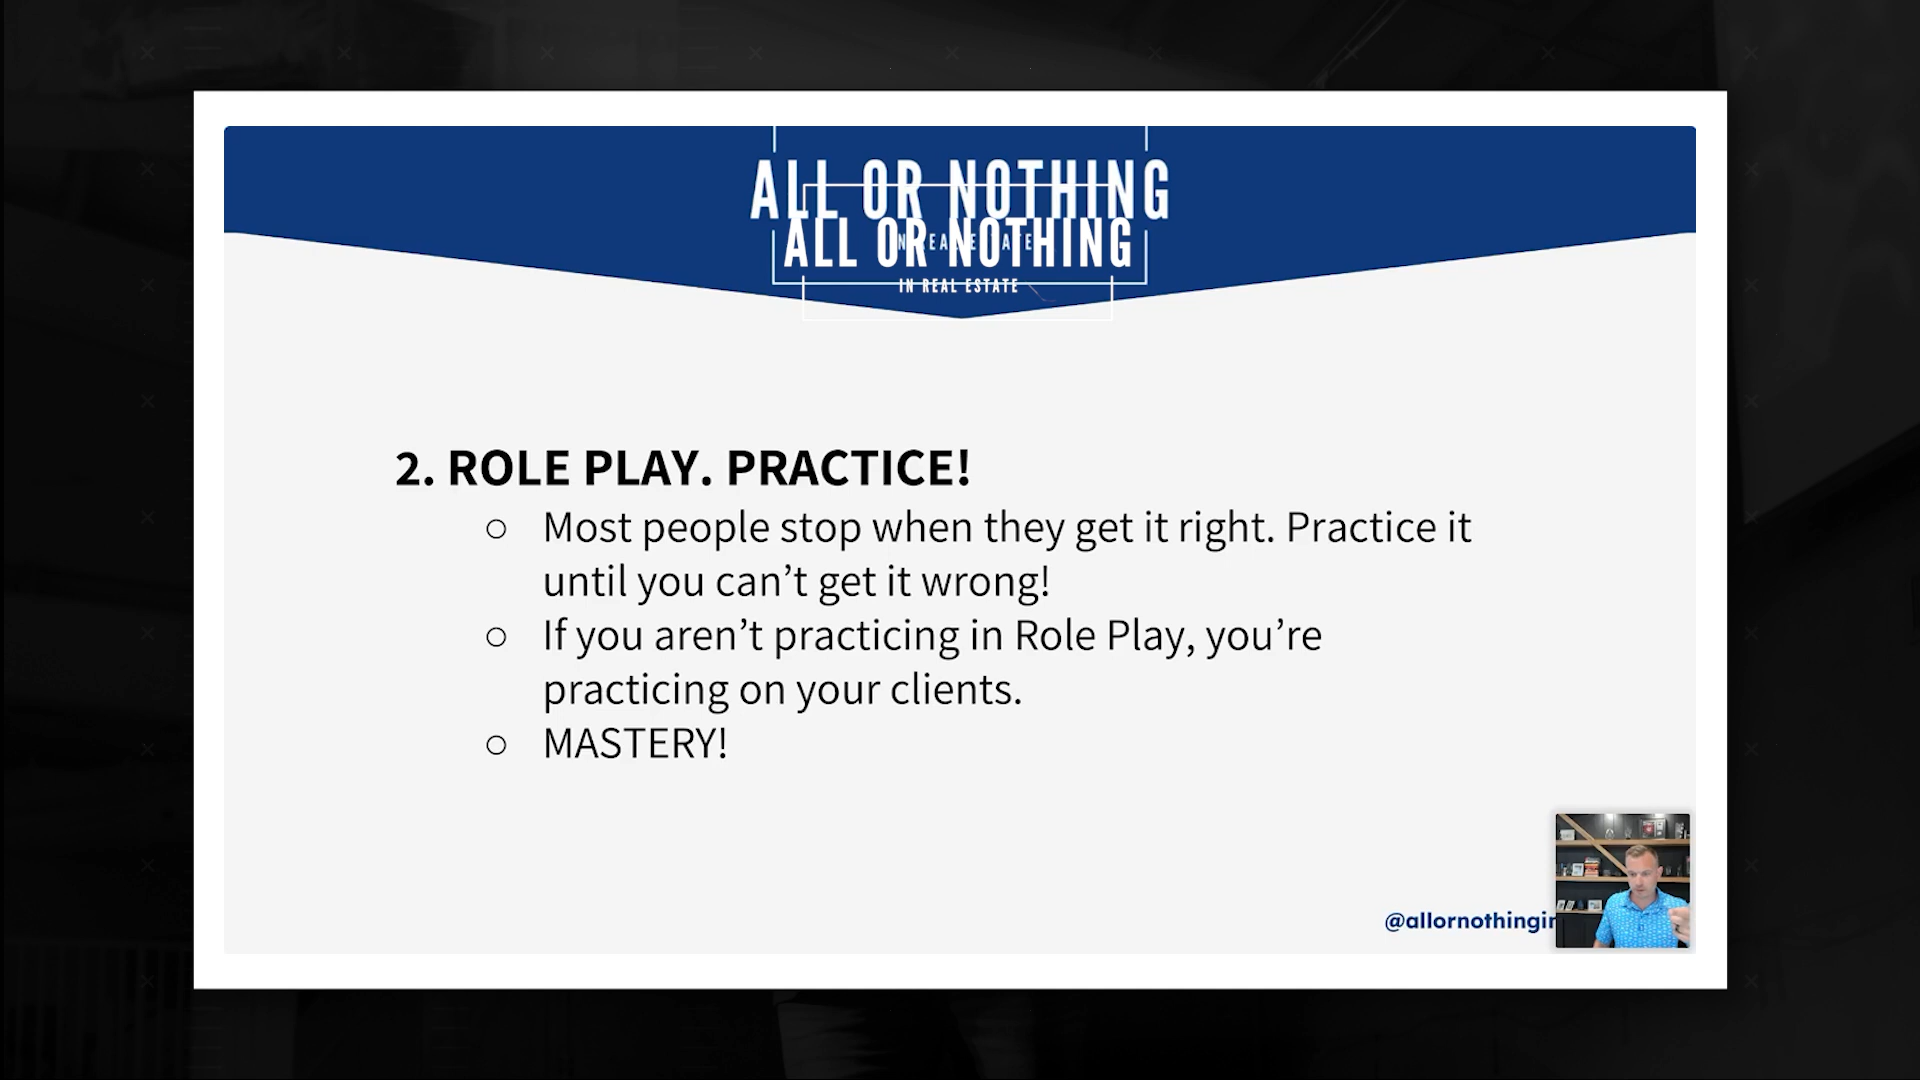 ALL OR NOTHING
ALL OR NOTHING
IN REAL ESTATE
2. ROLE PLAY. PRACTICE!
○ Most people stop when they get it right. Practice it
until you can’t get it wrong!
○ If you aren’t practicing in Role Play, you’re
practicing on your clients.
○ MASTERY!